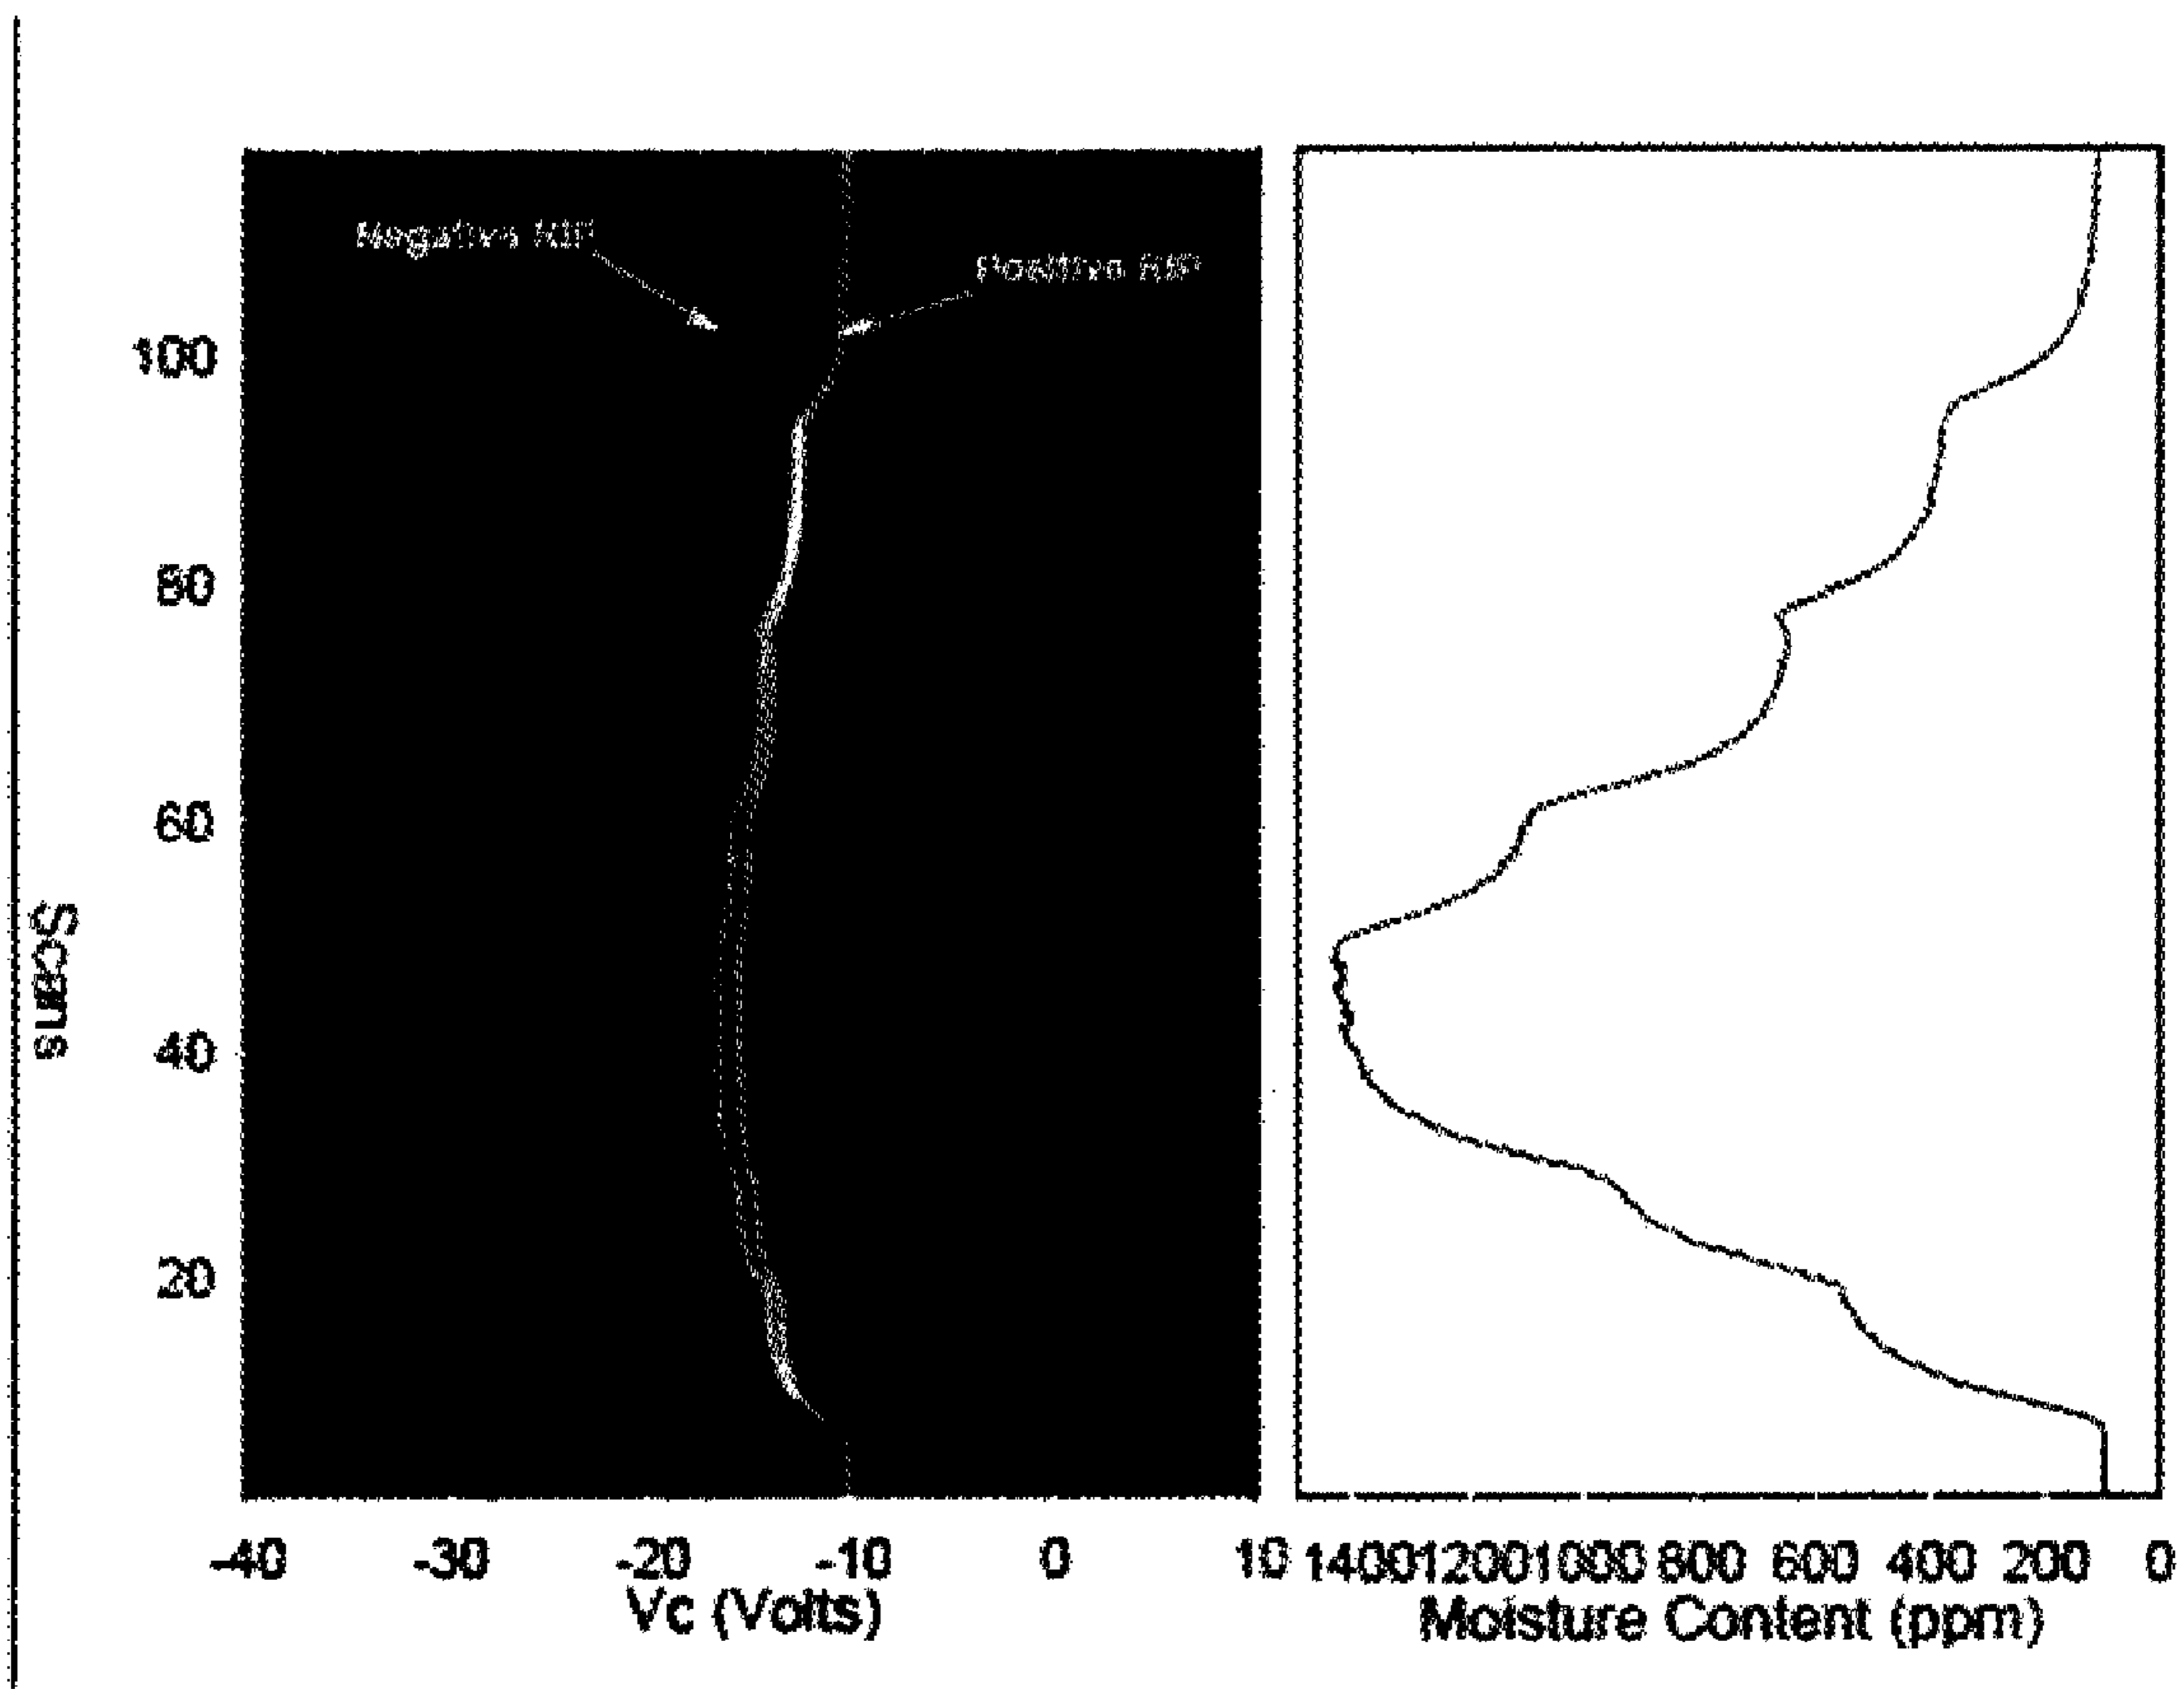 Negative RIP
Positive RIP
100
80
60
40
20
Scans
-40 -30 -20 -10 0 10
Vc (Volts)
1400 1200 1000 800 600 400 200 0
Moisture Content (ppm)